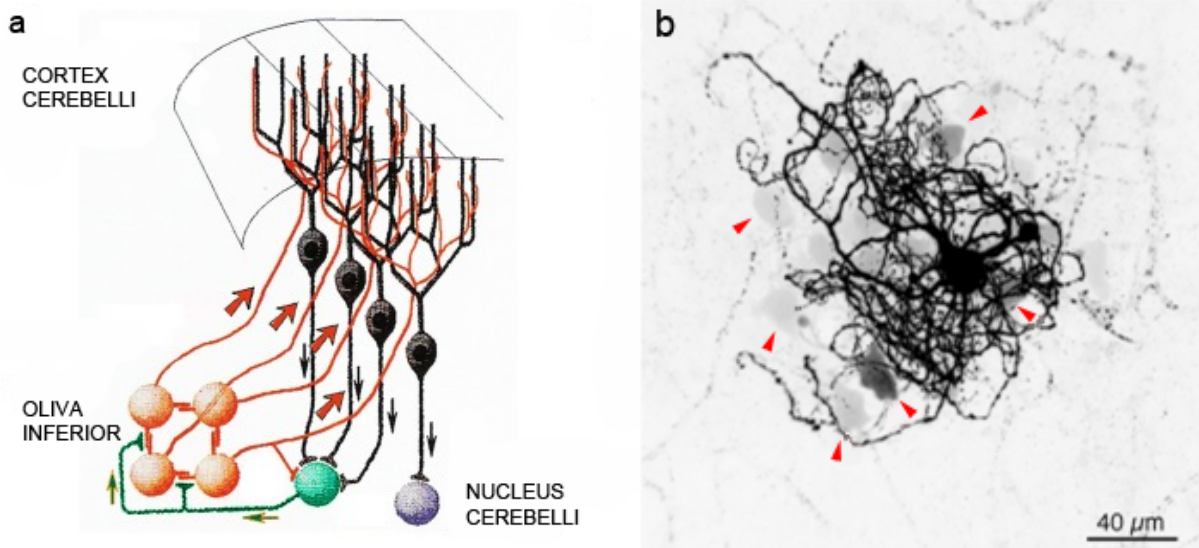 a
CORTEX
CEREBELLI
OLIVA
INFERIOR
NUCLEUS
CEREBELLI
b
40 µm